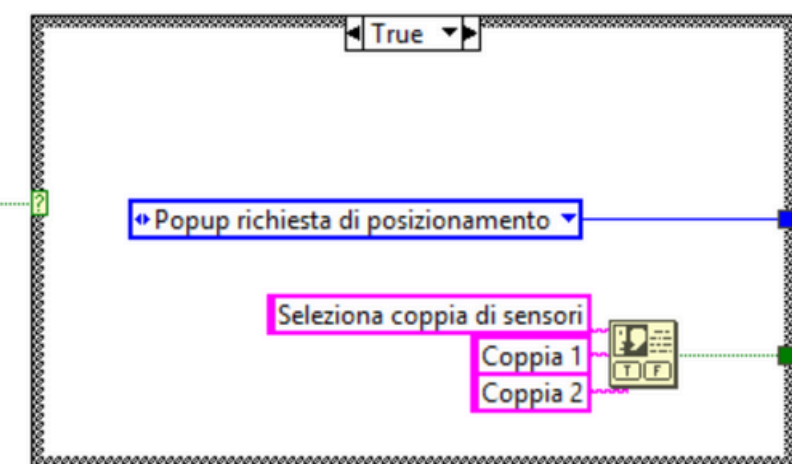 True
?
Popup richiesta di posizionamento
Seleziona coppia di sensori
Coppia 1
Coppia 2
T F